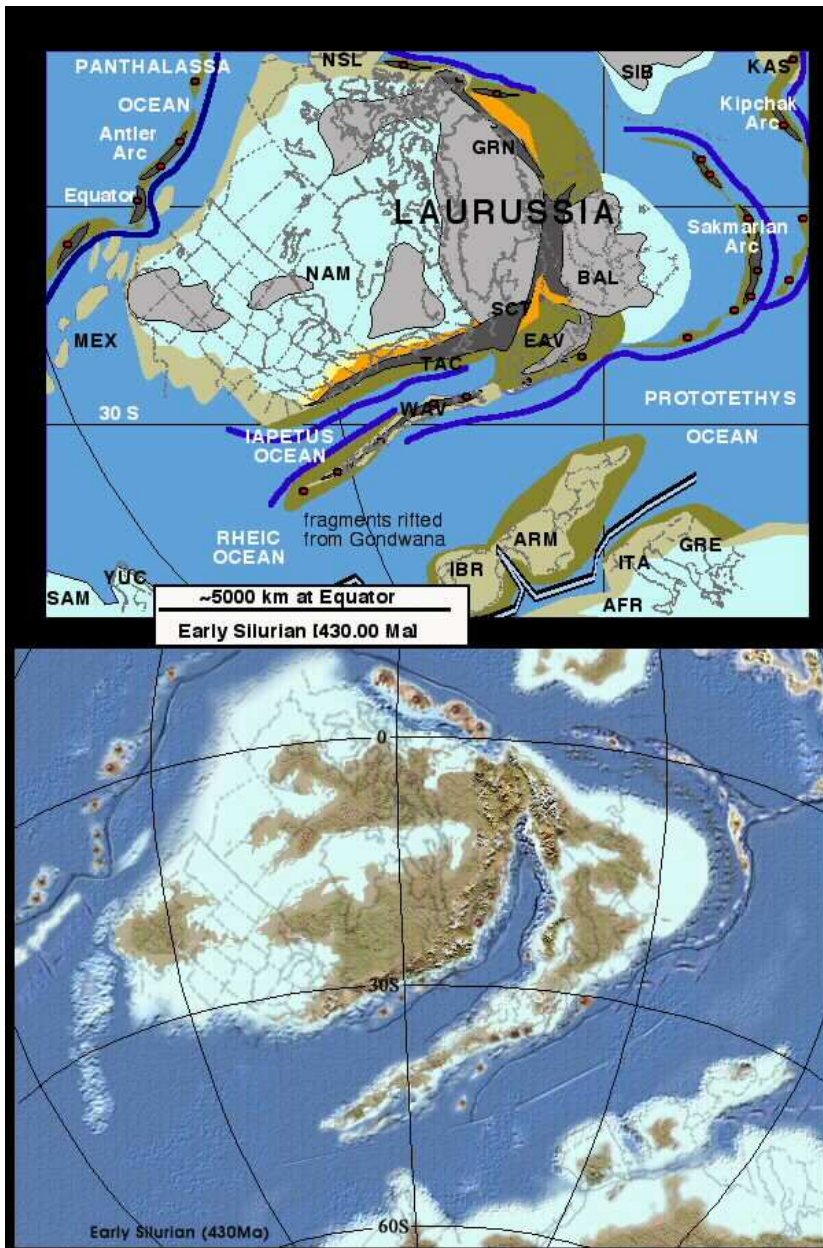 NSL
PANTHALASSA
OCEAN
SIB
KAS
Kipchak
Arc
Antler
Arc
GRN
Equator
LAURUSSIA
Sakmarian
Arc
NAM
BAL
SCT
MEX
EAV
TAC
30 S
WAV
PROTOTETHYS
OCEAN
IAPETUS
OCEAN
fragments rifted
from Gondwana
RHEIC
OCEAN
ARM
IBR
ITA
GRE
YUC
SAM
AFR
~5000 km at Equator
Early Silurian [430.00 Ma]
0
30S
60S
Early Silurian (430Ma)